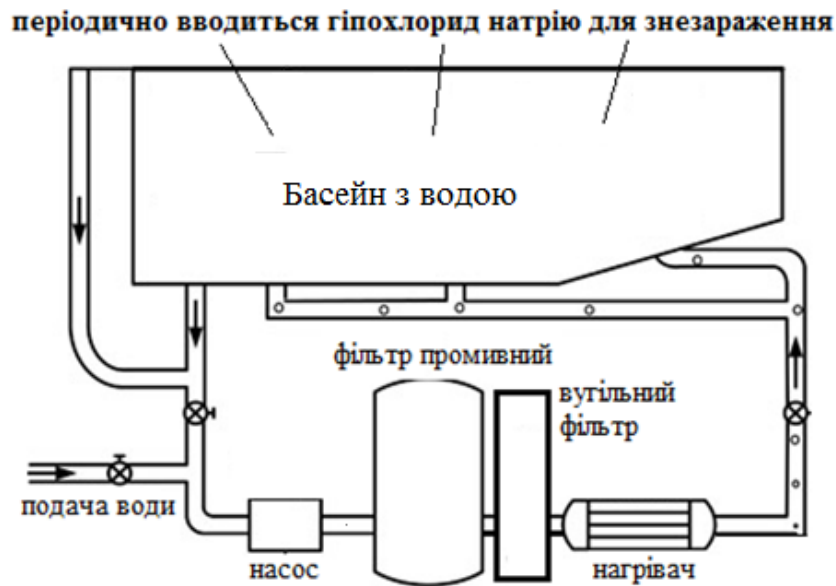 періодично вводиться гіпохлорид натрію для знезараження
Басейн з водою
фільтр промивний
вугільний
фільтр
подача води
насос
нагрівач